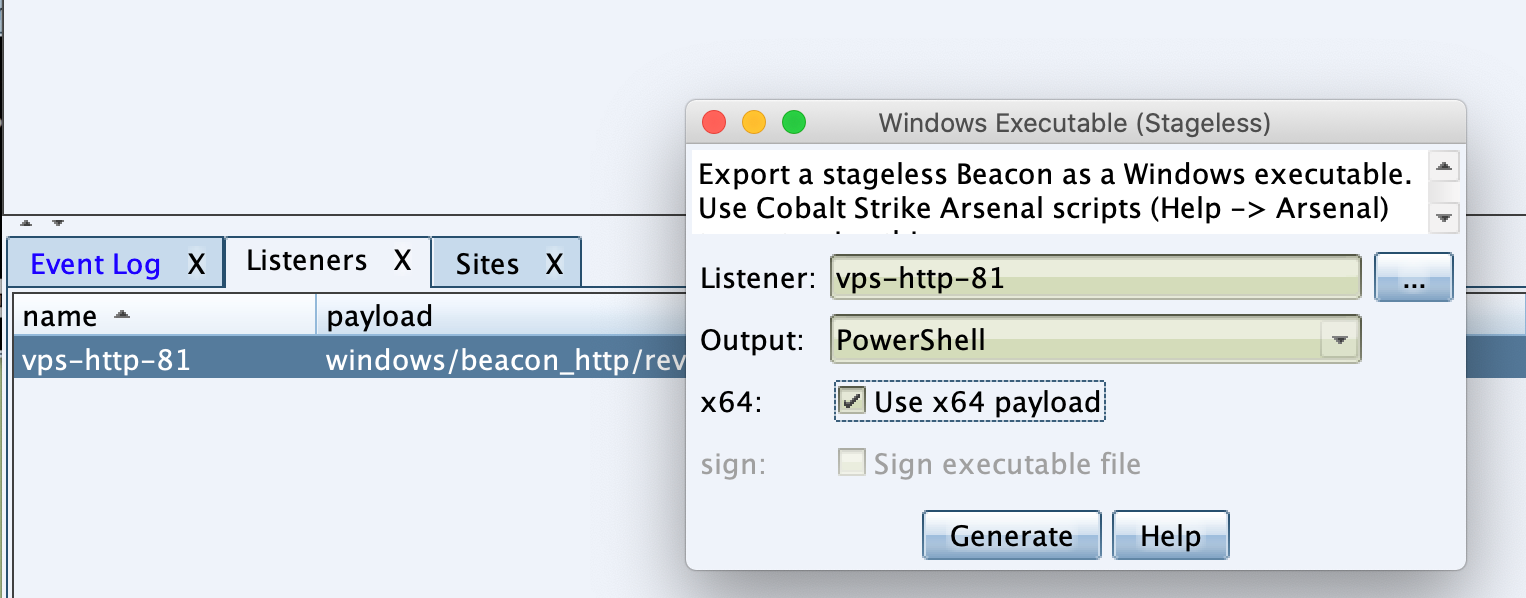 Windows Executable (Stageless)
Export a stageless Beacon as a Windows executable.
Use Cobalt Strike Arsenal scripts (Help -> Arsenal)
Event Log X Listeners X Sites X
Listener: vps-http-81 ...
name payload
Output: PowerShell
vps-http-81 windows/beacon_http/rev
x64: Use x64 payload
sign: Sign executable file
Generate Help